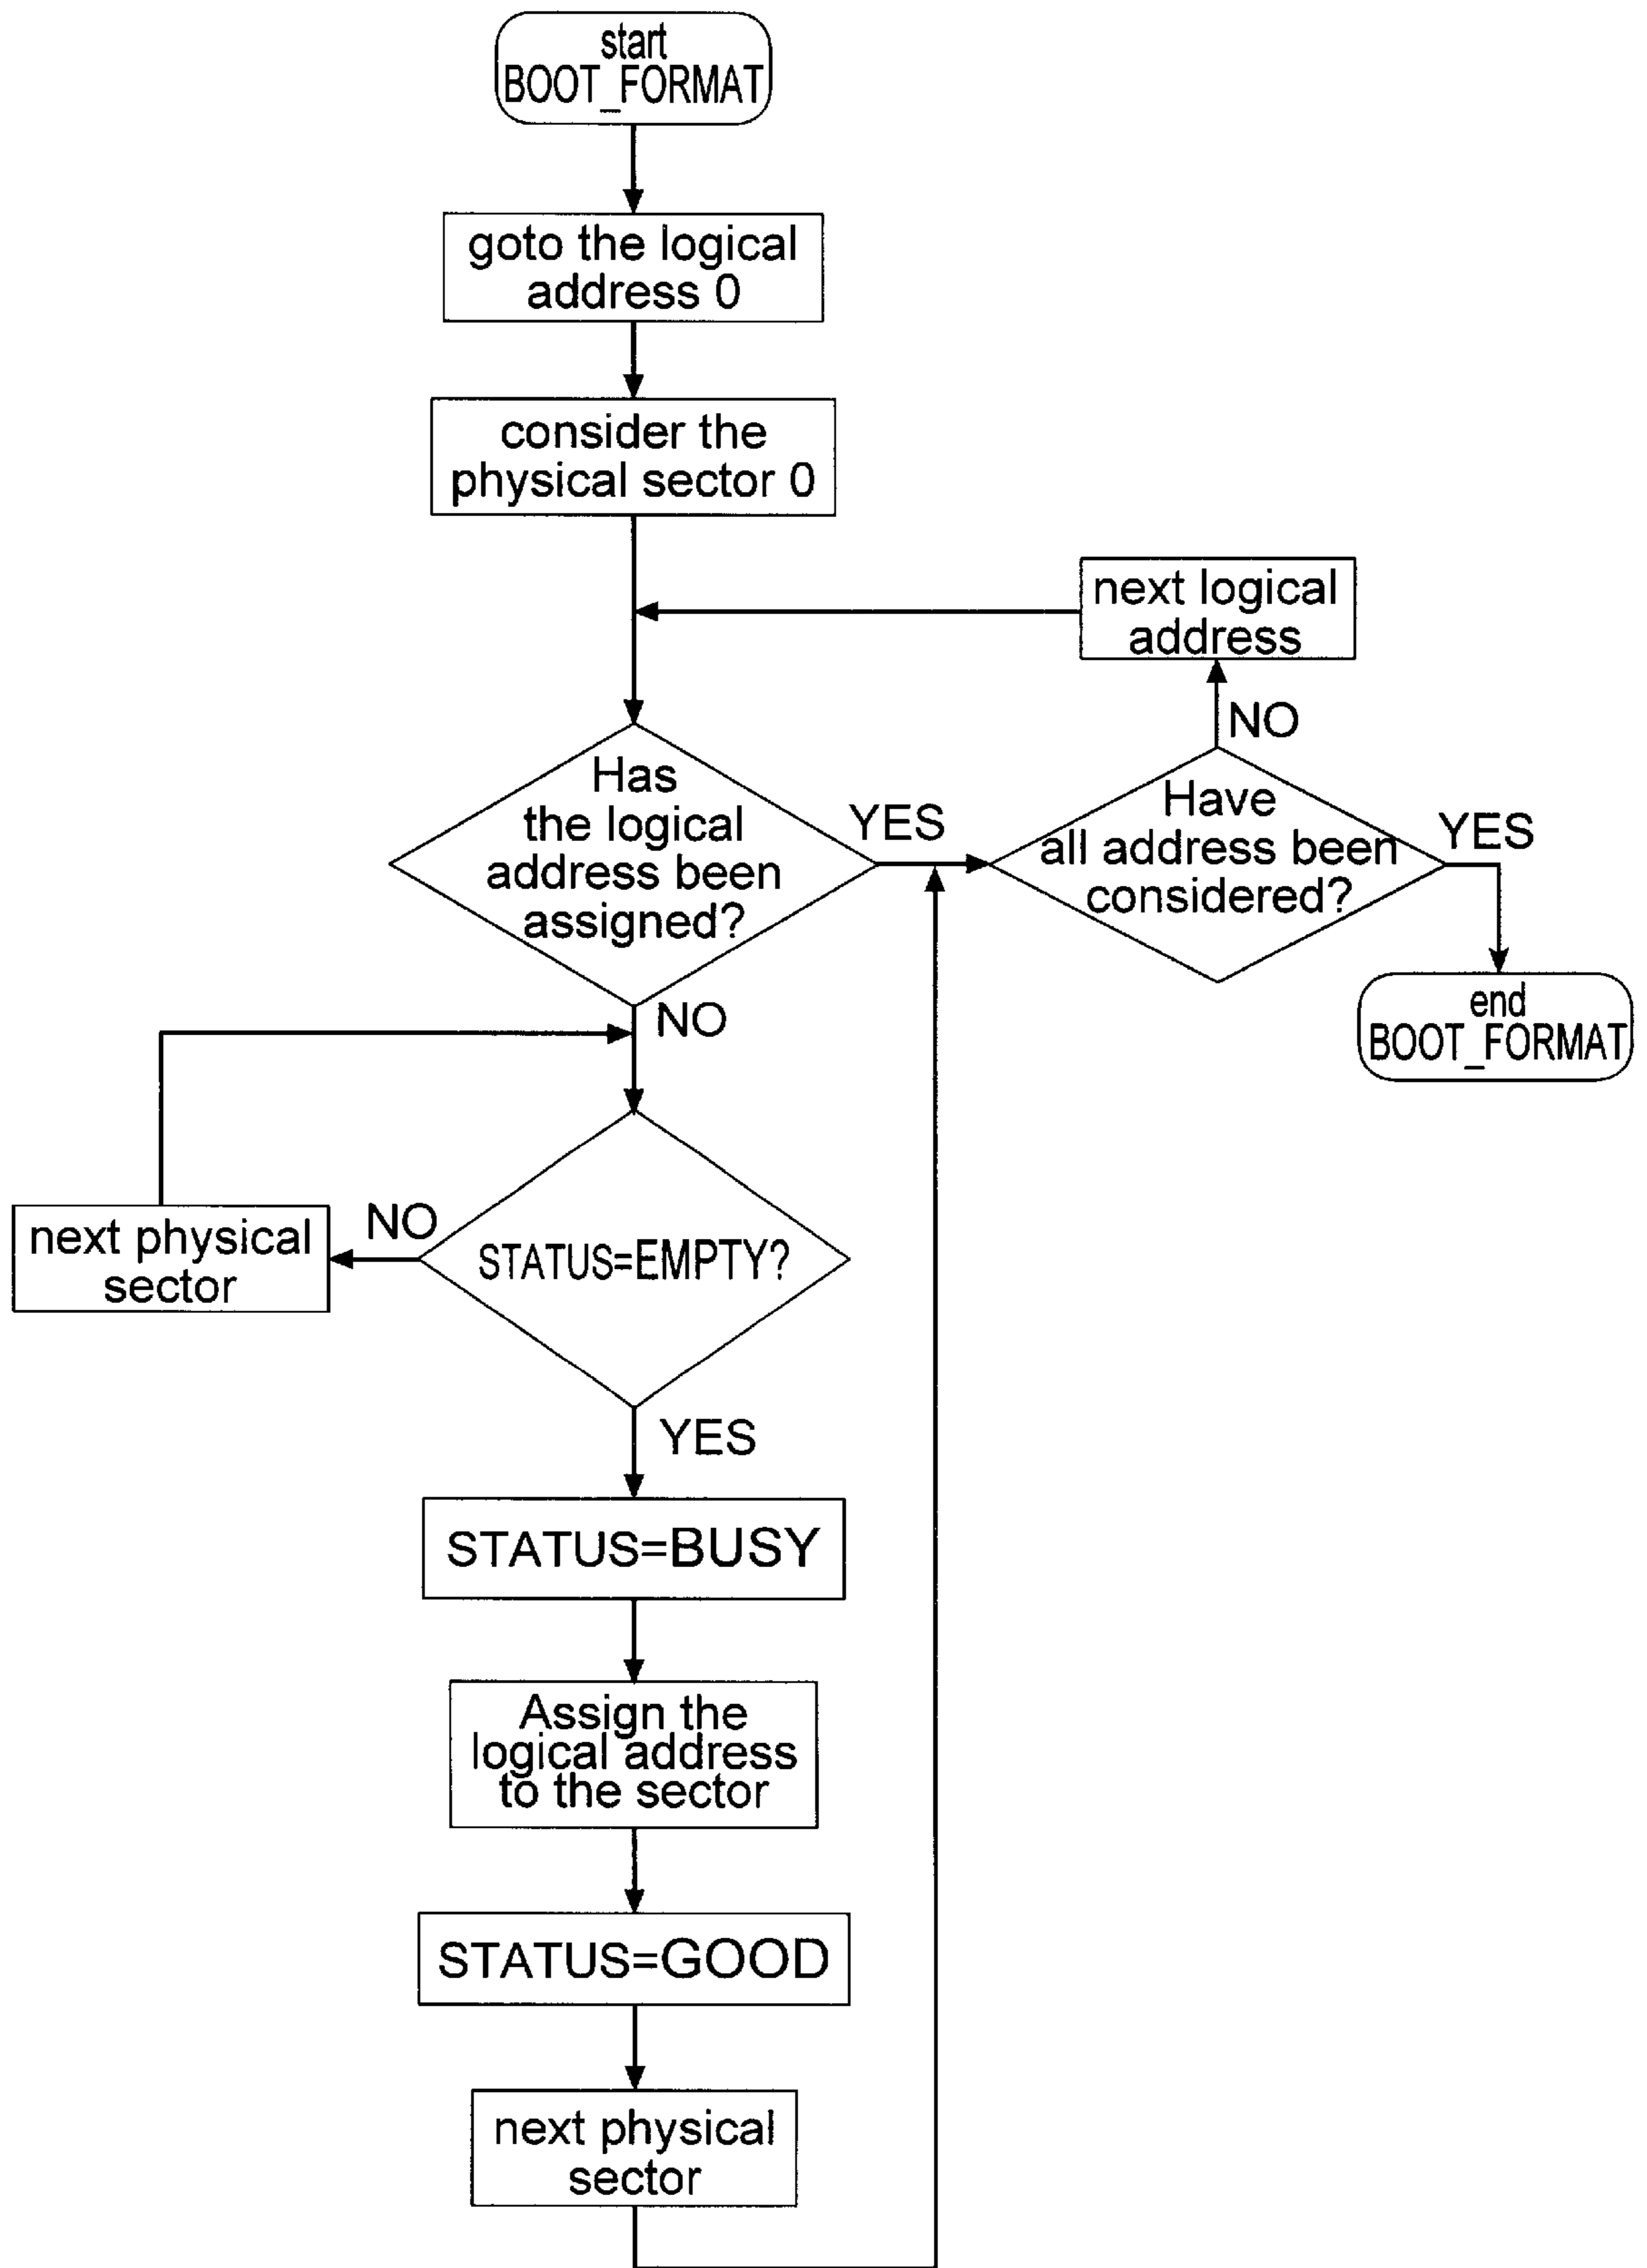 start
BOOT_FORMAT
goto the logical
address 0
consider the
physical sector 0
next logical
address
NO
Has
the logical
address been
assigned?
YES
Have
all address been
considered?
YES
end
BOOT_FORMAT
NO
STATUS=EMPTY?
NO
next physical
sector
YES
STATUS=BUSY
Assign the
logical address
to the sector
STATUS=GOOD
next physical
sector